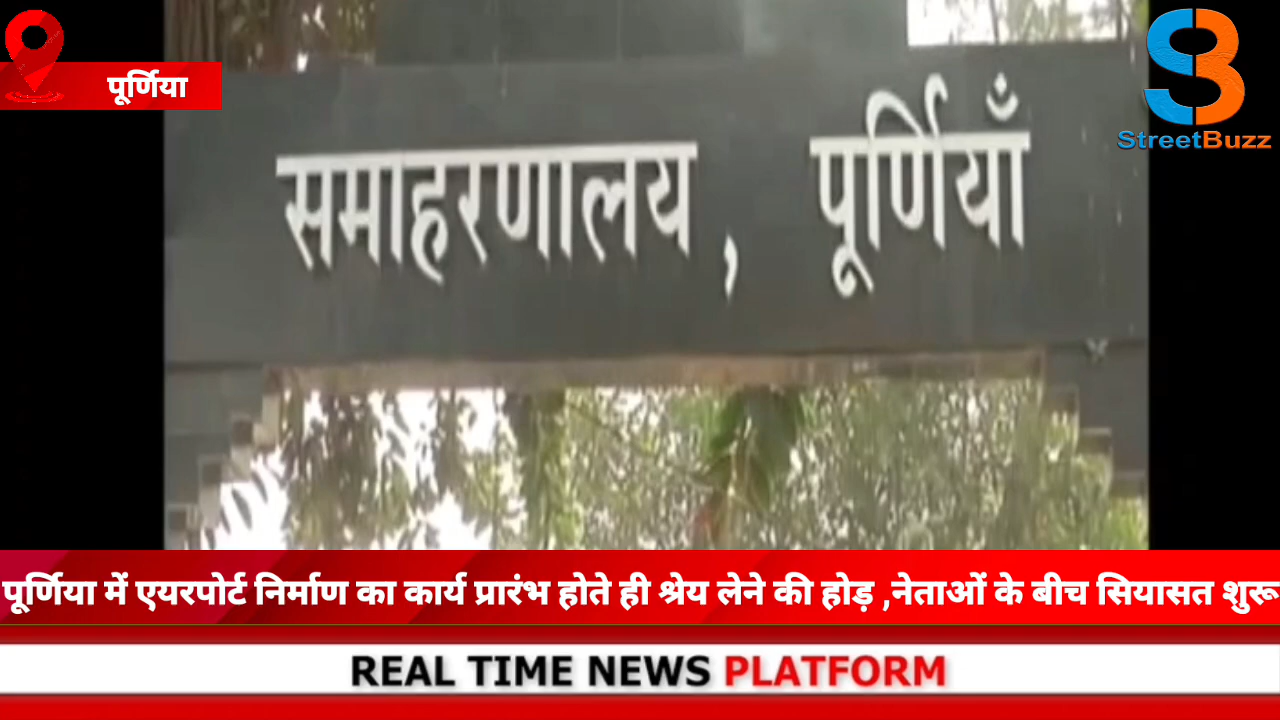 पूर्णिया
StreetBuzz
समाहरणालय, पूर्णियाँ
पूर्णिया में एयरपोर्ट निर्माण का कार्य प्रारंभ होते ही श्रेय लेने की होड़ ,नेताओं के बीच सियासत शुरू
REAL TIME NEWS PLATFORM